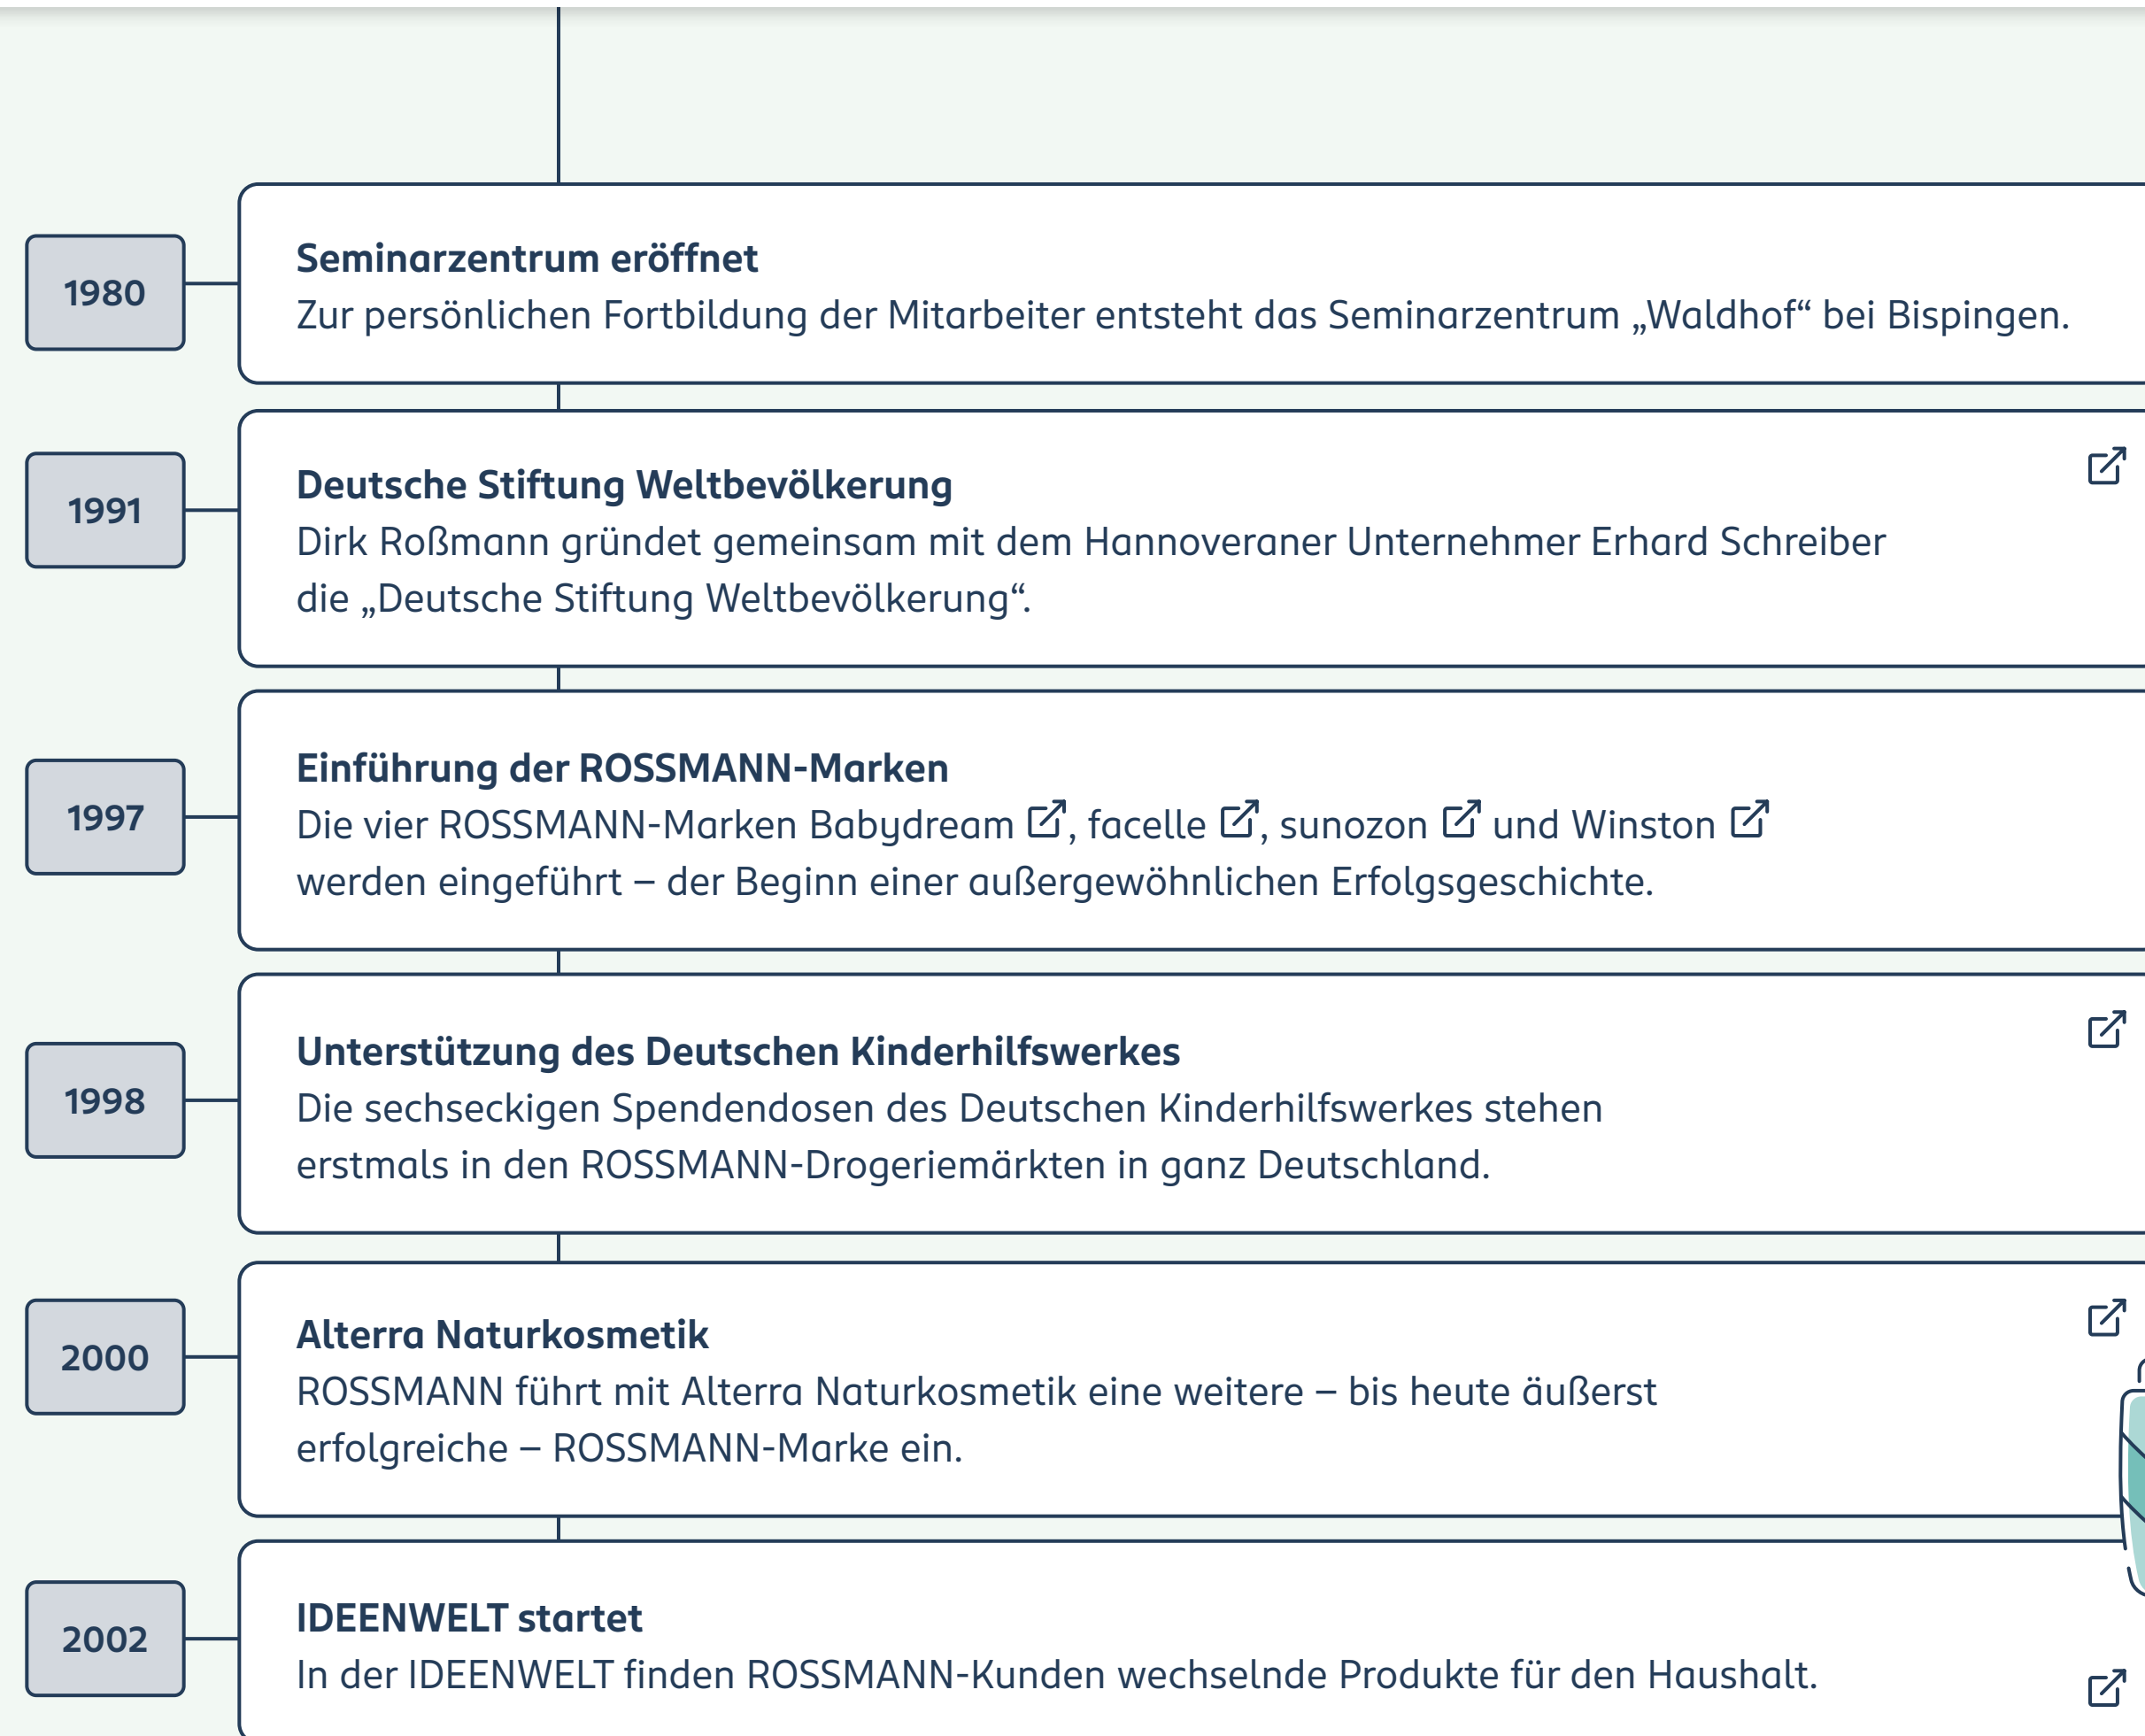 1980
Seminarzentrum eröffnet
Zur persönlichen Fortbildung der Mitarbeiter entsteht das Seminarzentrum „Waldhof“ bei Bispingen.
1991
Deutsche Stiftung Weltbevölkerung
Dirk Roßmann gründet gemeinsam mit dem Hannoveraner Unternehmer Erhard Schreiber
die „Deutsche Stiftung Weltbevölkerung“.
1997
Einführung der ROSSMANN-Marken
Die vier ROSSMANN-Marken Babydream, facelle, sunozon und Winston
werden eingeführt – der Beginn einer außergewöhnlichen Erfolgsgeschichte.
1998
Unterstützung des Deutschen Kinderhilfswerkes
Die sechseckigen Spendendosen des Deutschen Kinderhilfswerkes stehen
erstmals in den ROSSMANN-Drogeriemärkten in ganz Deutschland.
2000
Alterra Naturkosmetik
ROSSMANN führt mit Alterra Naturkosmetik eine weitere – bis heute äußerst
erfolgreiche – ROSSMANN-Marke ein.
2002
IDEENWELT startet
In der IDEENWELT finden ROSSMANN-Kunden wechselnde Produkte für den Haushalt.